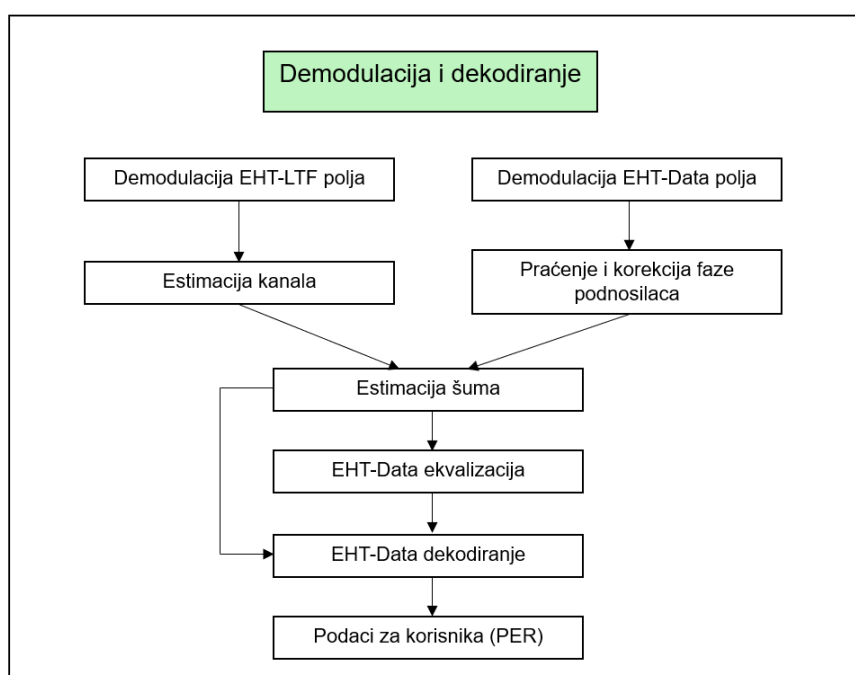 Demodulacija i dekodiranje
Demodulacija EHT-LTF polja
Demodulacija EHT-Data polja
Estimacija kanala
Praćenje i korekcija faze
podnosilaca
Estimacija šuma
EHT-Data ekvalizacija
EHT-Data dekodiranje
Podaci za korisnika (PER)